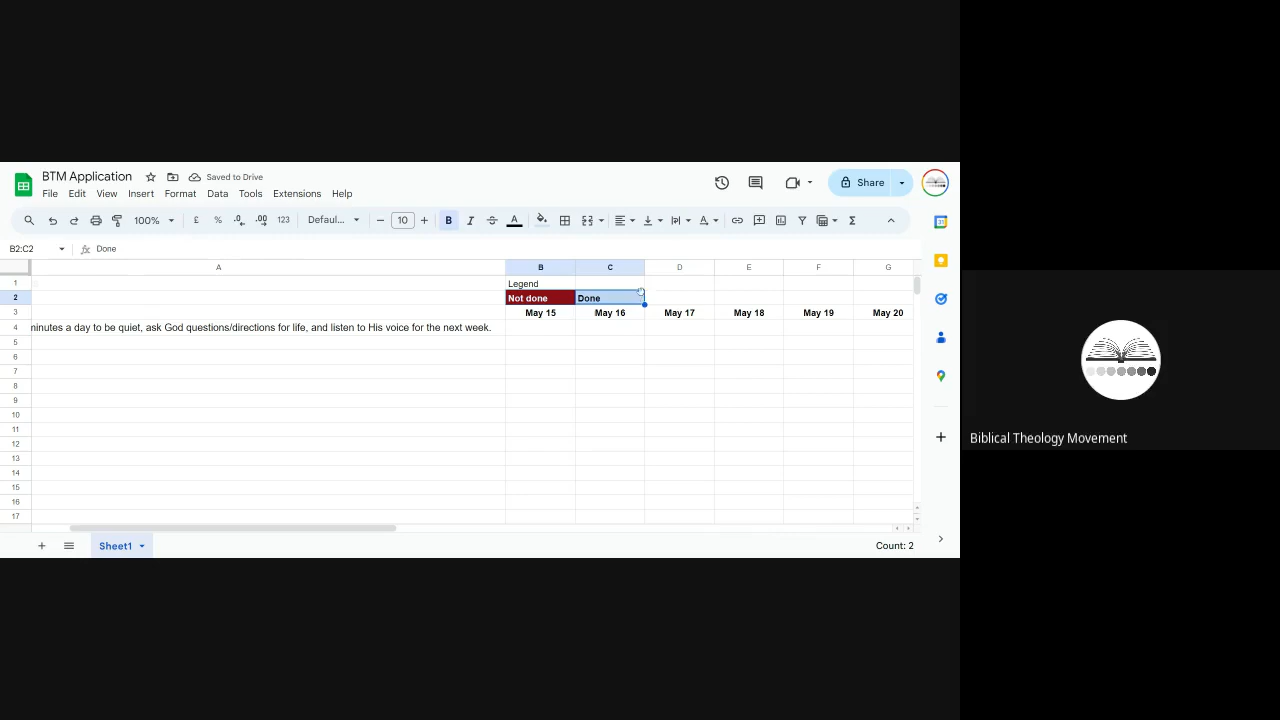 BTM Application Saved to Drive
File Edit View Insert Format Data Tools Extensions Help
Share
100% £ % .0 .00 123 Defaul... 10 B I A
B2:C2 fx Done
A B C D E F G
1 Legend
2 Not done Done
3 May 15 May 16 May 17 May 18 May 19 May 20
4 minutes a day to be quiet, ask God questions/directions for life, and listen to His voice for the next week.
5
6
7
8
9
10
11
12
13
14
15
16
17
Sheet1 Count: 2
Biblical Theology Movement